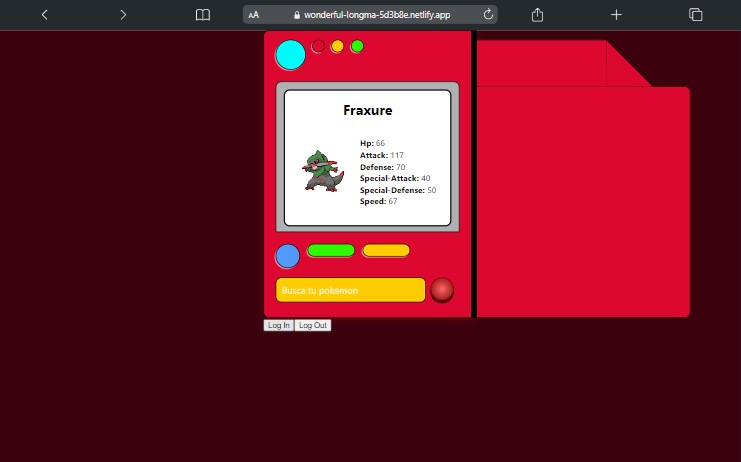 AA wonderful-longma-5d3b8e.netlify.app
Fraxure
Hp: 66
Attack: 117
Defense: 70
Special-Attack: 40
Special-Defense: 50
Speed: 67
Busca tu pokemon
Log In Log Out